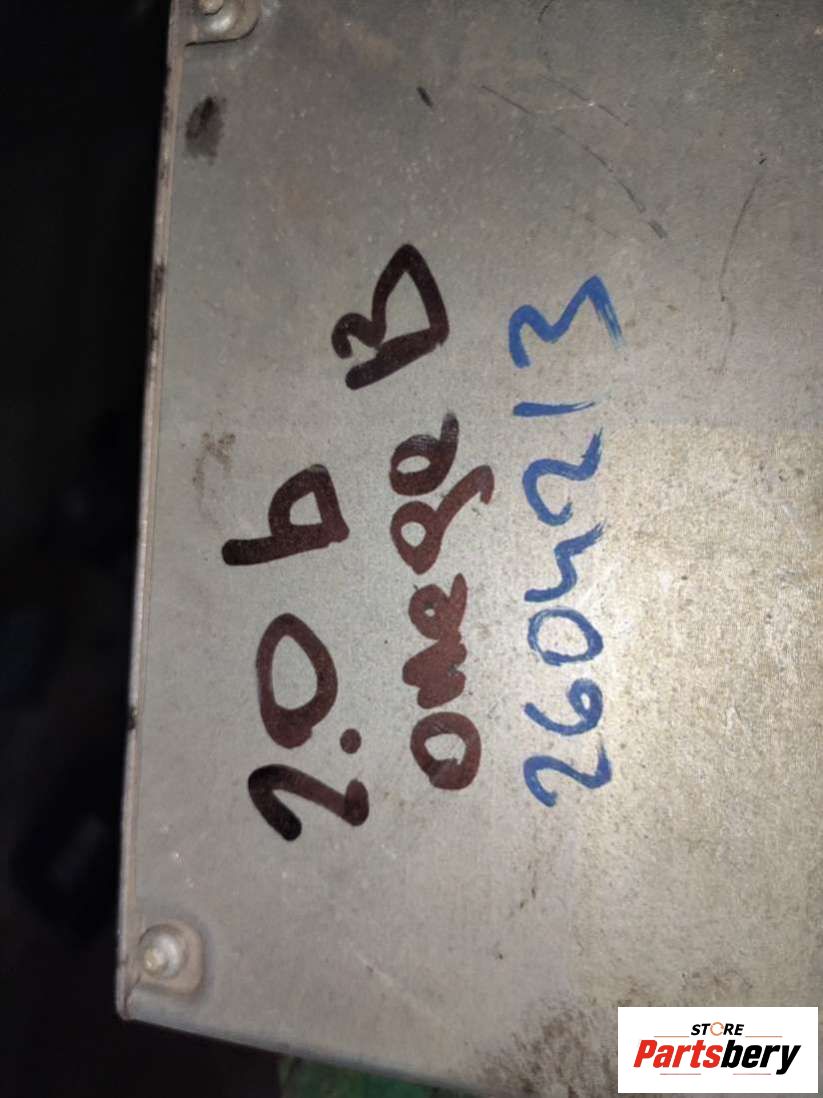 2.0 b
omega B
2604213
STORE
Partsbery